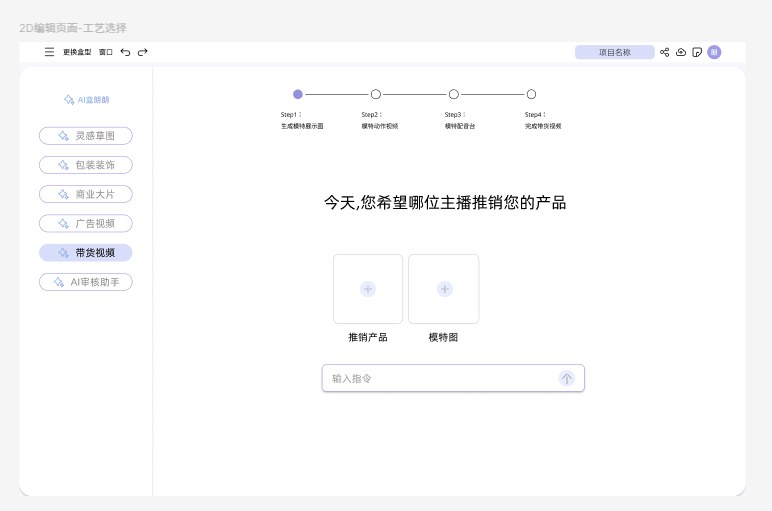 2D编辑页面-工艺选择
更换盒型 窗口 项目名称
AI盒朗朗
灵感草图
包装装饰
商业大片
广告视频
带货视频
AI审核助手
Step1： Step2： Step3： Step4：
生成模特展示图 模特动作视频 模特配音台 完成带货视频
今天,您希望哪位主播推销您的产品
推销产品 模特图
输入指令